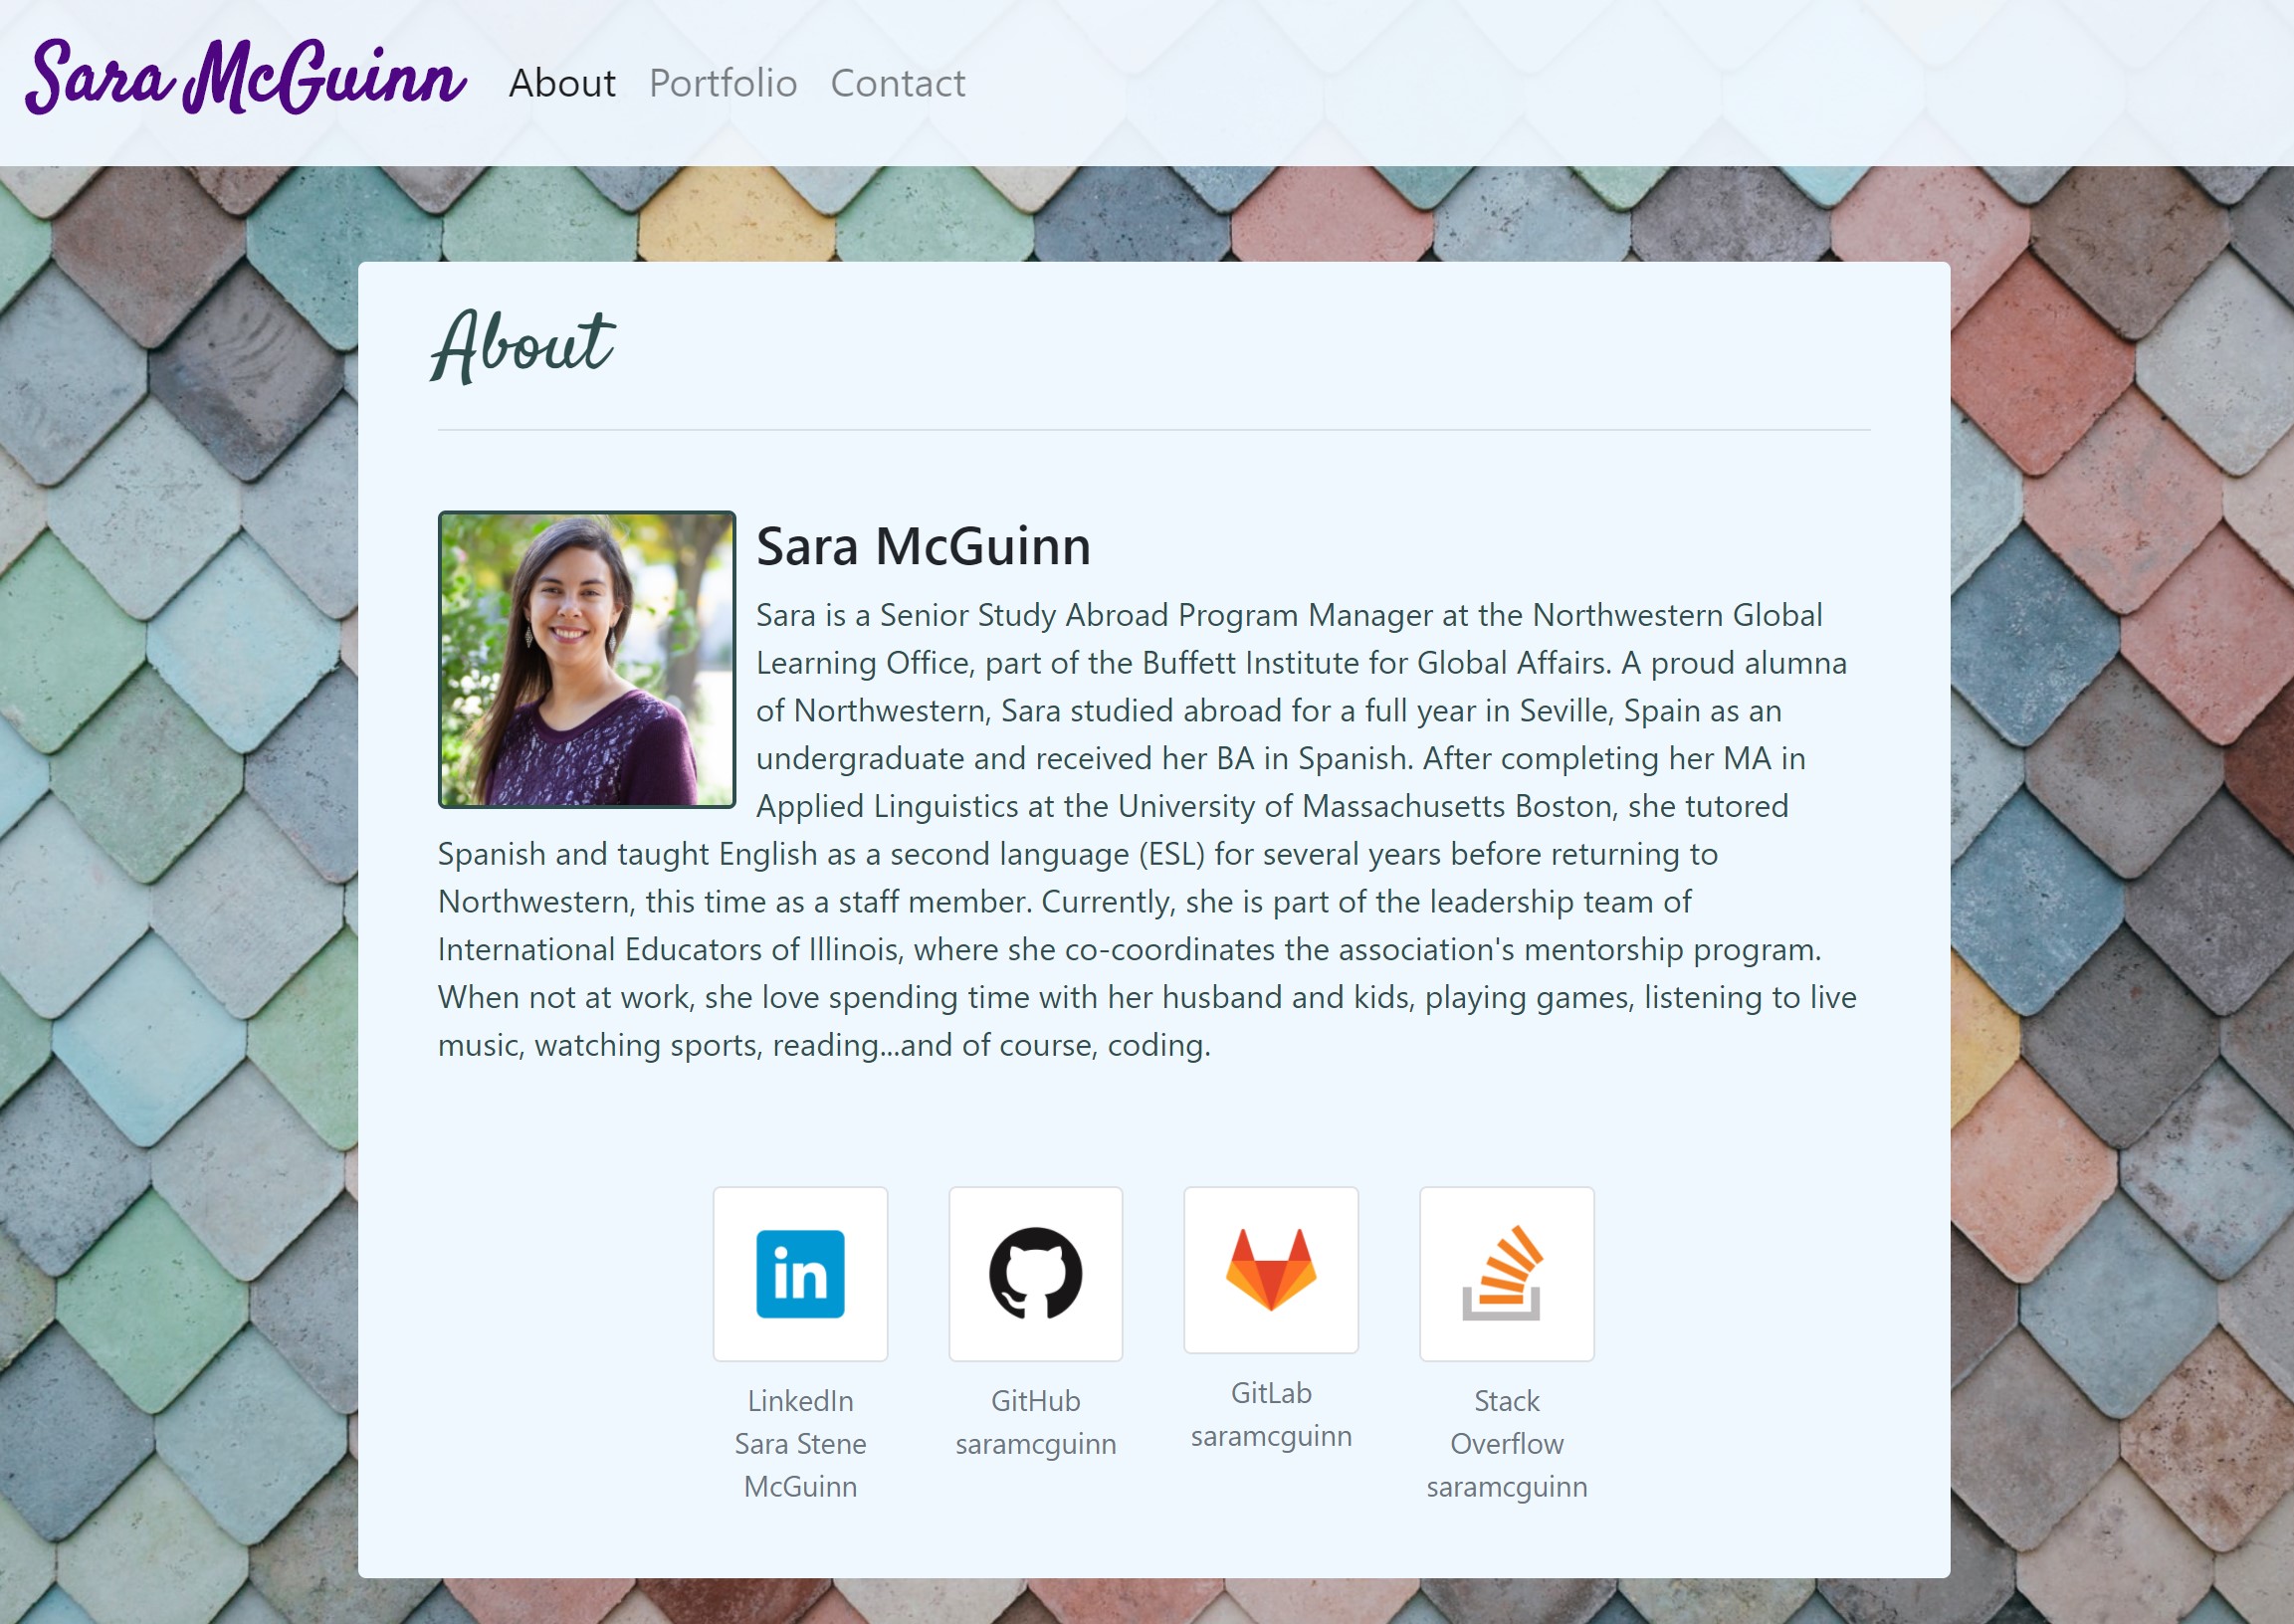 Sara McGuinn About Portfolio Contact
About
Sara McGuinn
Sara is a Senior Study Abroad Program Manager at the Northwestern Global
Learning Office, part of the Buffett Institute for Global Affairs. A proud alumna
of Northwestern, Sara studied abroad for a full year in Seville, Spain as an
undergraduate and received her BA in Spanish. After completing her MA in
Applied Linguistics at the University of Massachusetts Boston, she tutored
Spanish and taught English as a second language (ESL) for several years before returning to
Northwestern, this time as a staff member. Currently, she is part of the leadership team of
International Educators of Illinois, where she co-coordinates the association's mentorship program.
When not at work, she love spending time with her husband and kids, playing games, listening to live
music, watching sports, reading...and of course, coding.
in
LinkedIn
Sara Stene
McGuinn
GitHub
saramcguinn
GitLab
saramcguinn
Stack
Overflow
saramcguinn